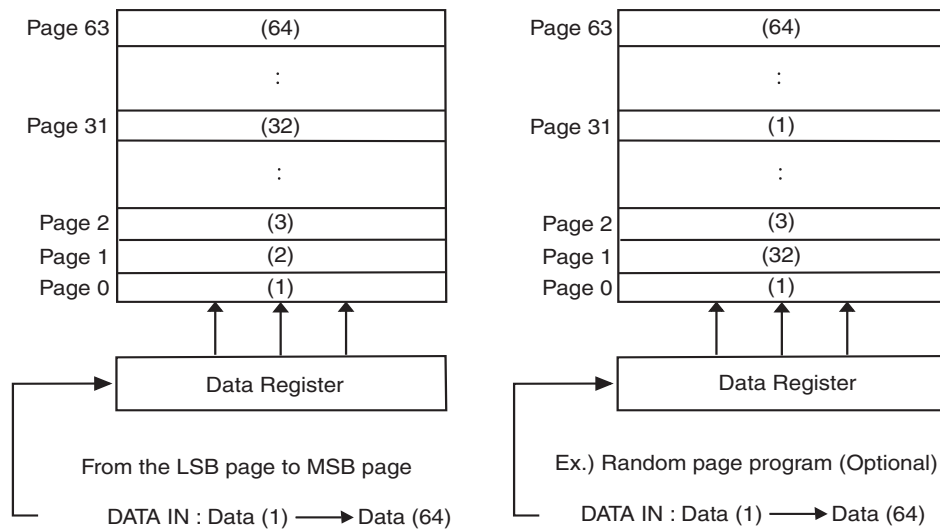 Page 63 (64)
:
Page 31 (32)
:
Page 2 (3)
Page 1 (2)
Page 0 (1)
Data Register
From the LSB page to MSB page
DATA IN : Data (1) → Data (64)
Page 63 (64)
:
Page 31 (1)
:
Page 2 (3)
Page 1 (32)
Page 0 (1)
Data Register
Ex.) Random page program (Optional)
DATA IN : Data (1) → Data (64)